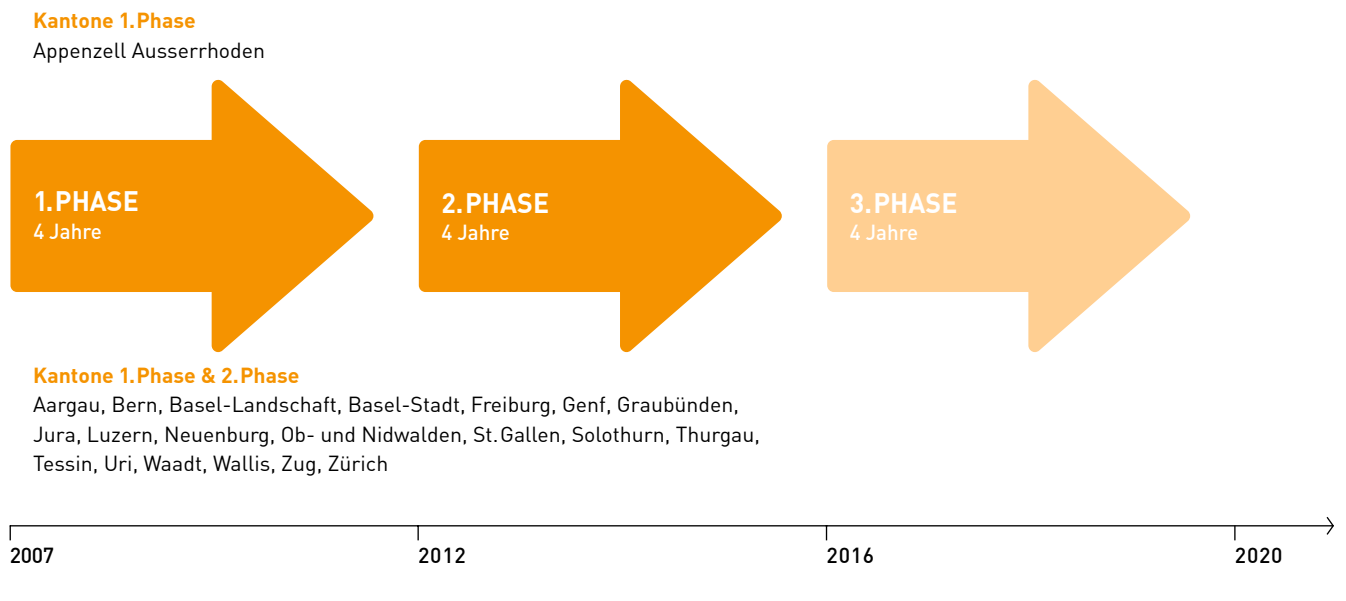 Kantone 1.Phase
Appenzell Ausserrhoden
1.PHASE
4 Jahre
2.PHASE
4 Jahre
3.PHASE
4 Jahre
Kantone 1.Phase & 2.Phase
Aargau, Bern, Basel-Landschaft, Basel-Stadt, Freiburg, Genf, Graubünden,
Jura, Luzern, Neuenburg, Ob- und Nidwalden, St.Gallen, Solothurn, Thurgau,
Tessin, Uri, Waadt, Wallis, Zug, Zürich
2007
2012
2016
2020